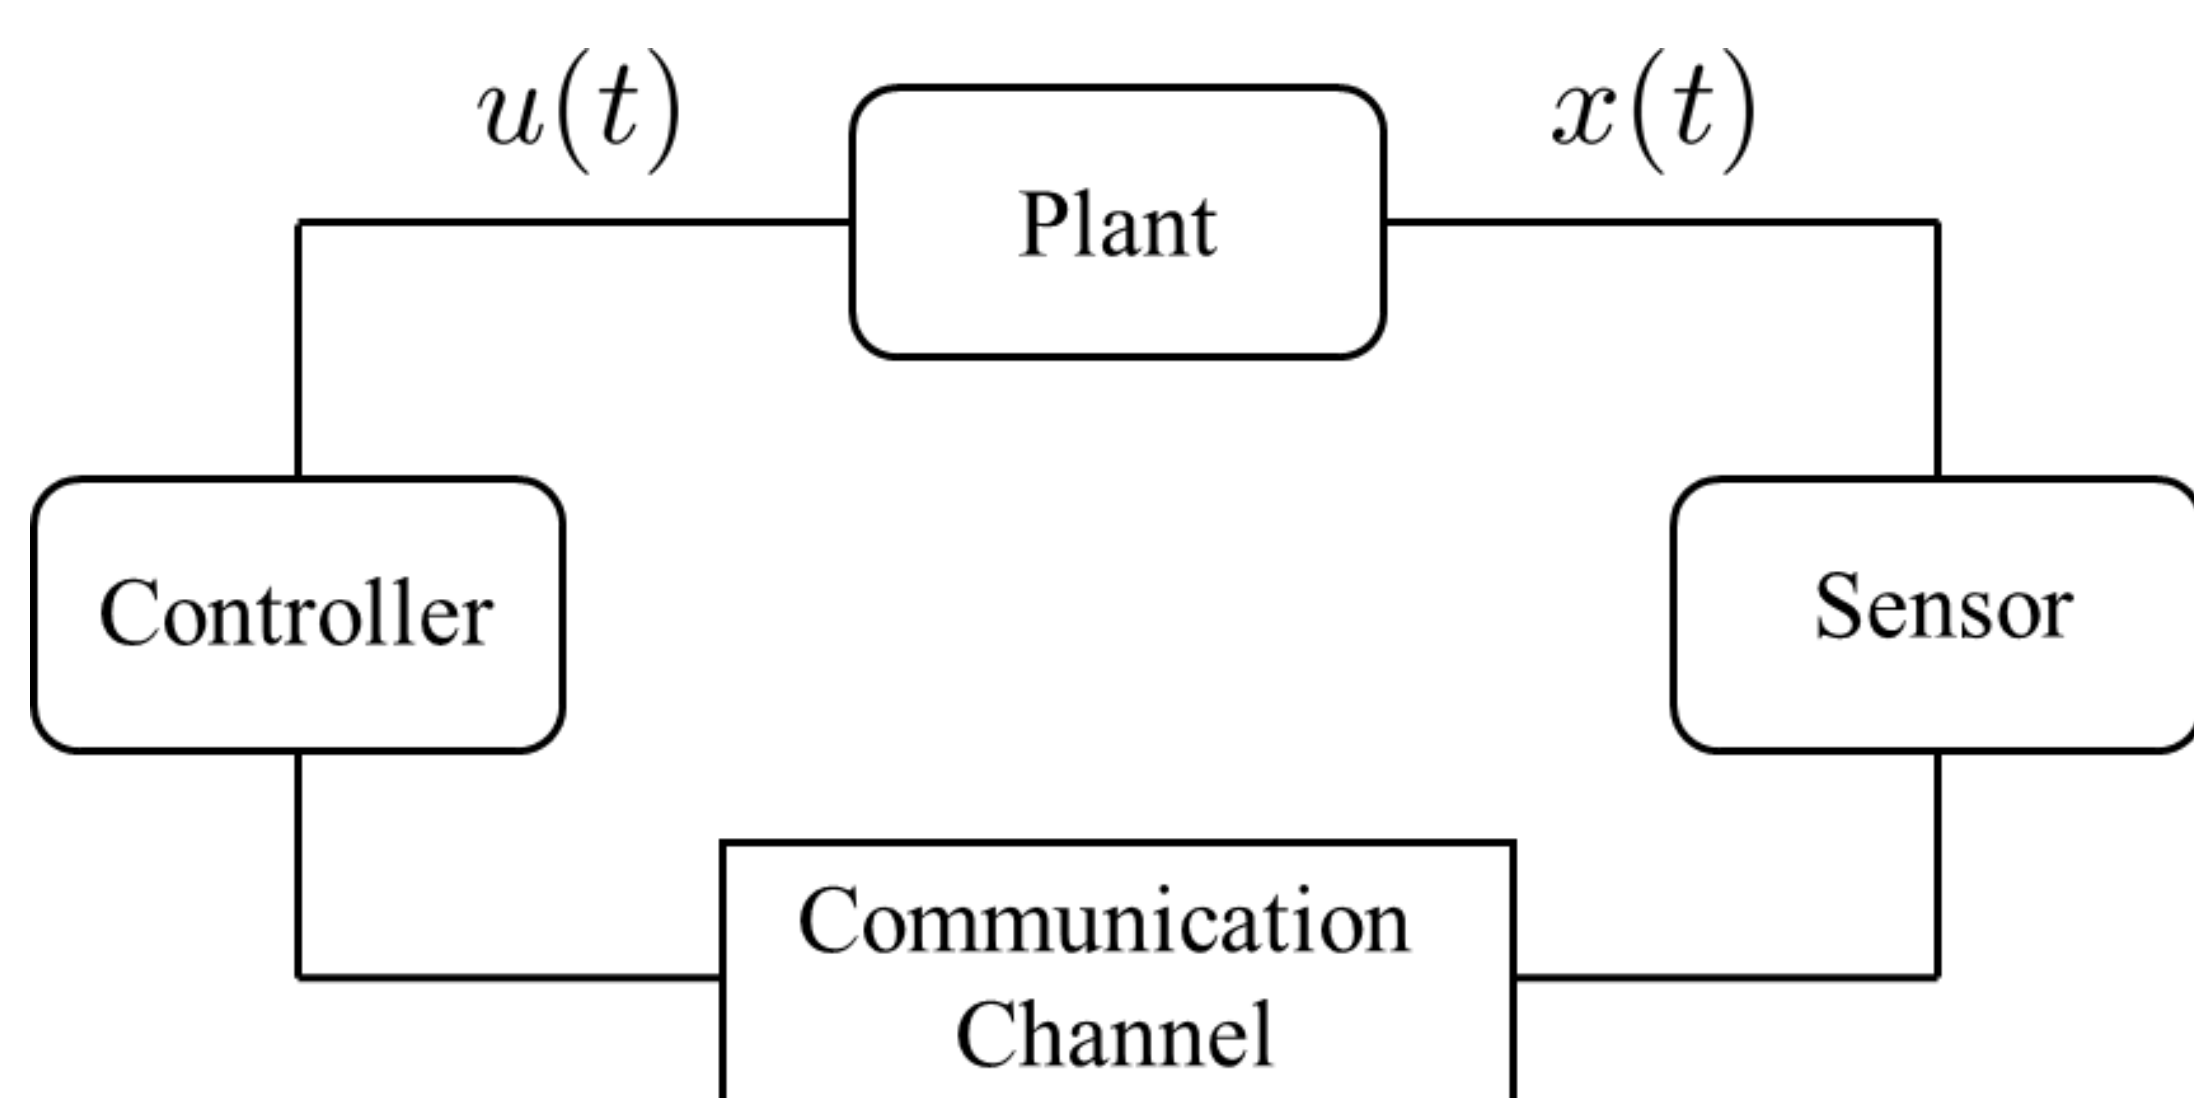 u(t)
x(t)
Plant
Controller
Sensor
Communication
Channel